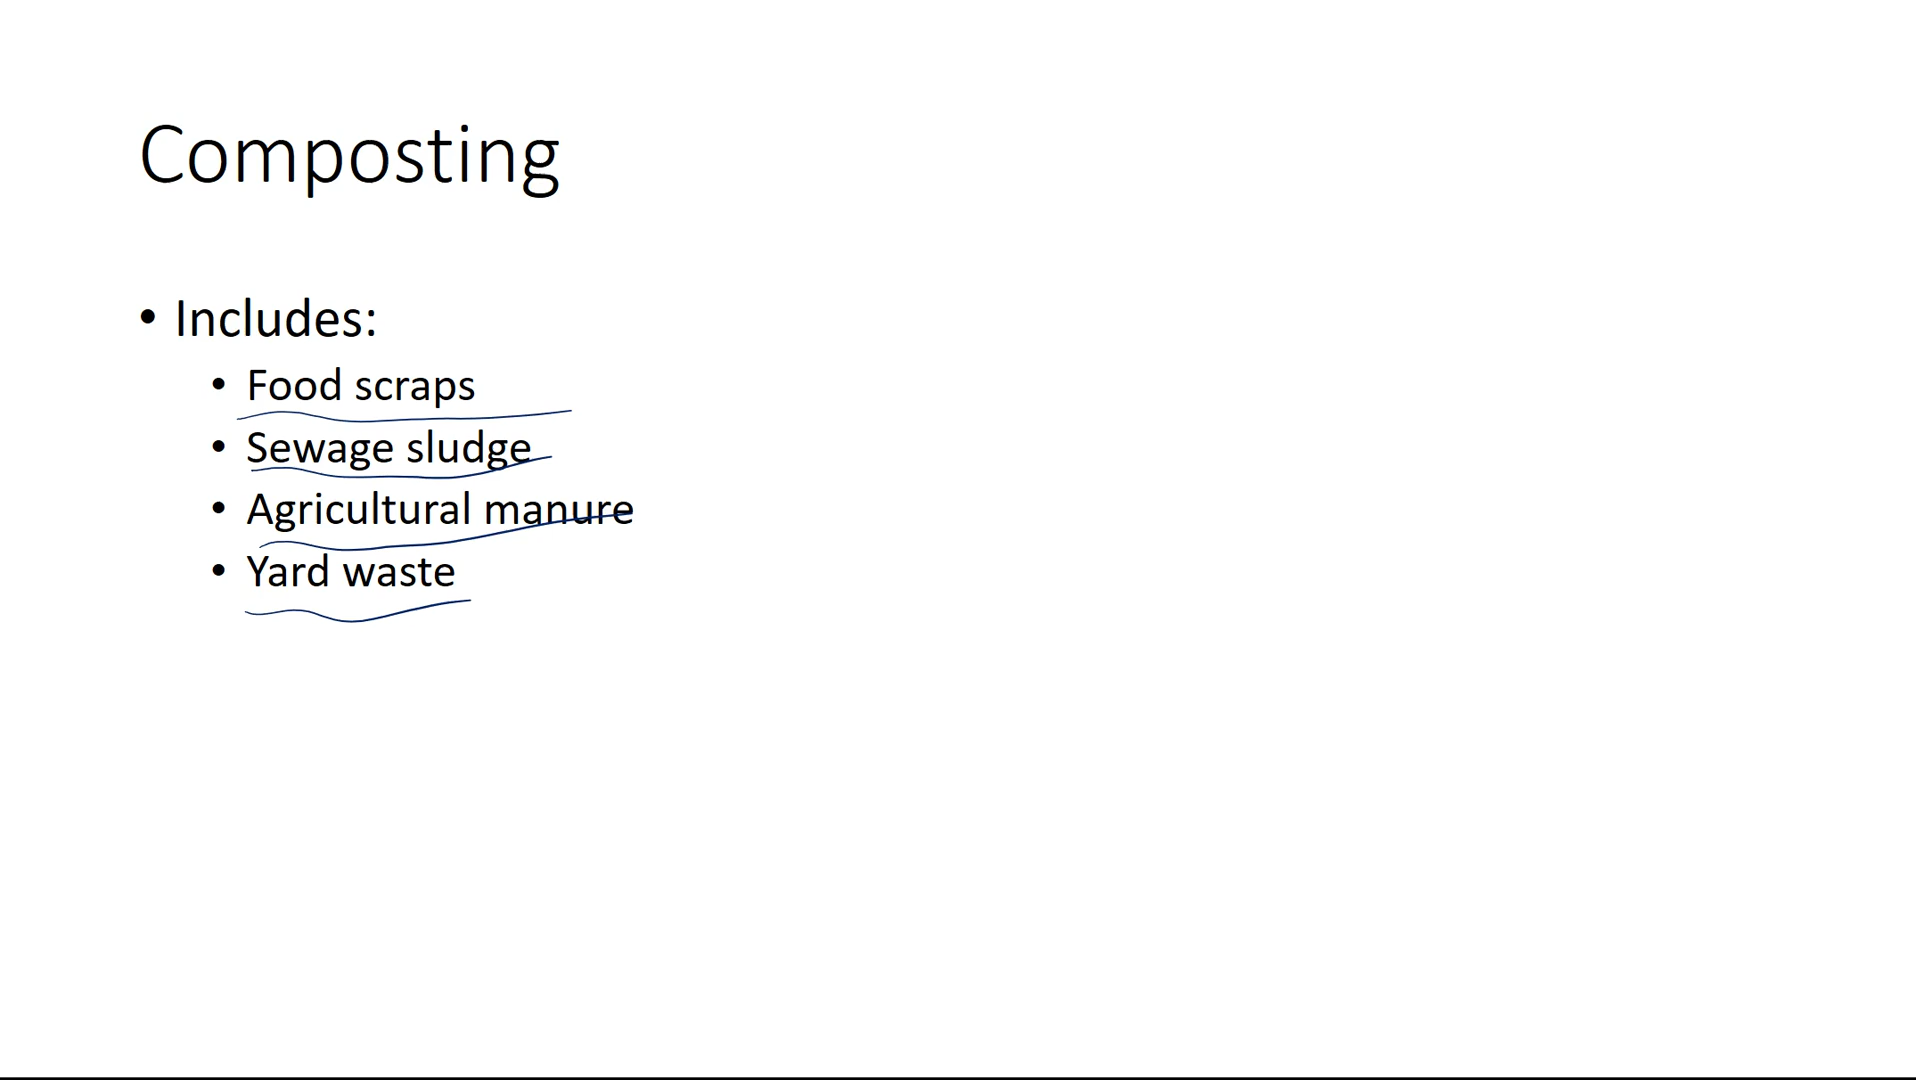 Composting
• Includes:
• Food scraps
• Sewage sludge
• Agricultural manure
• Yard waste